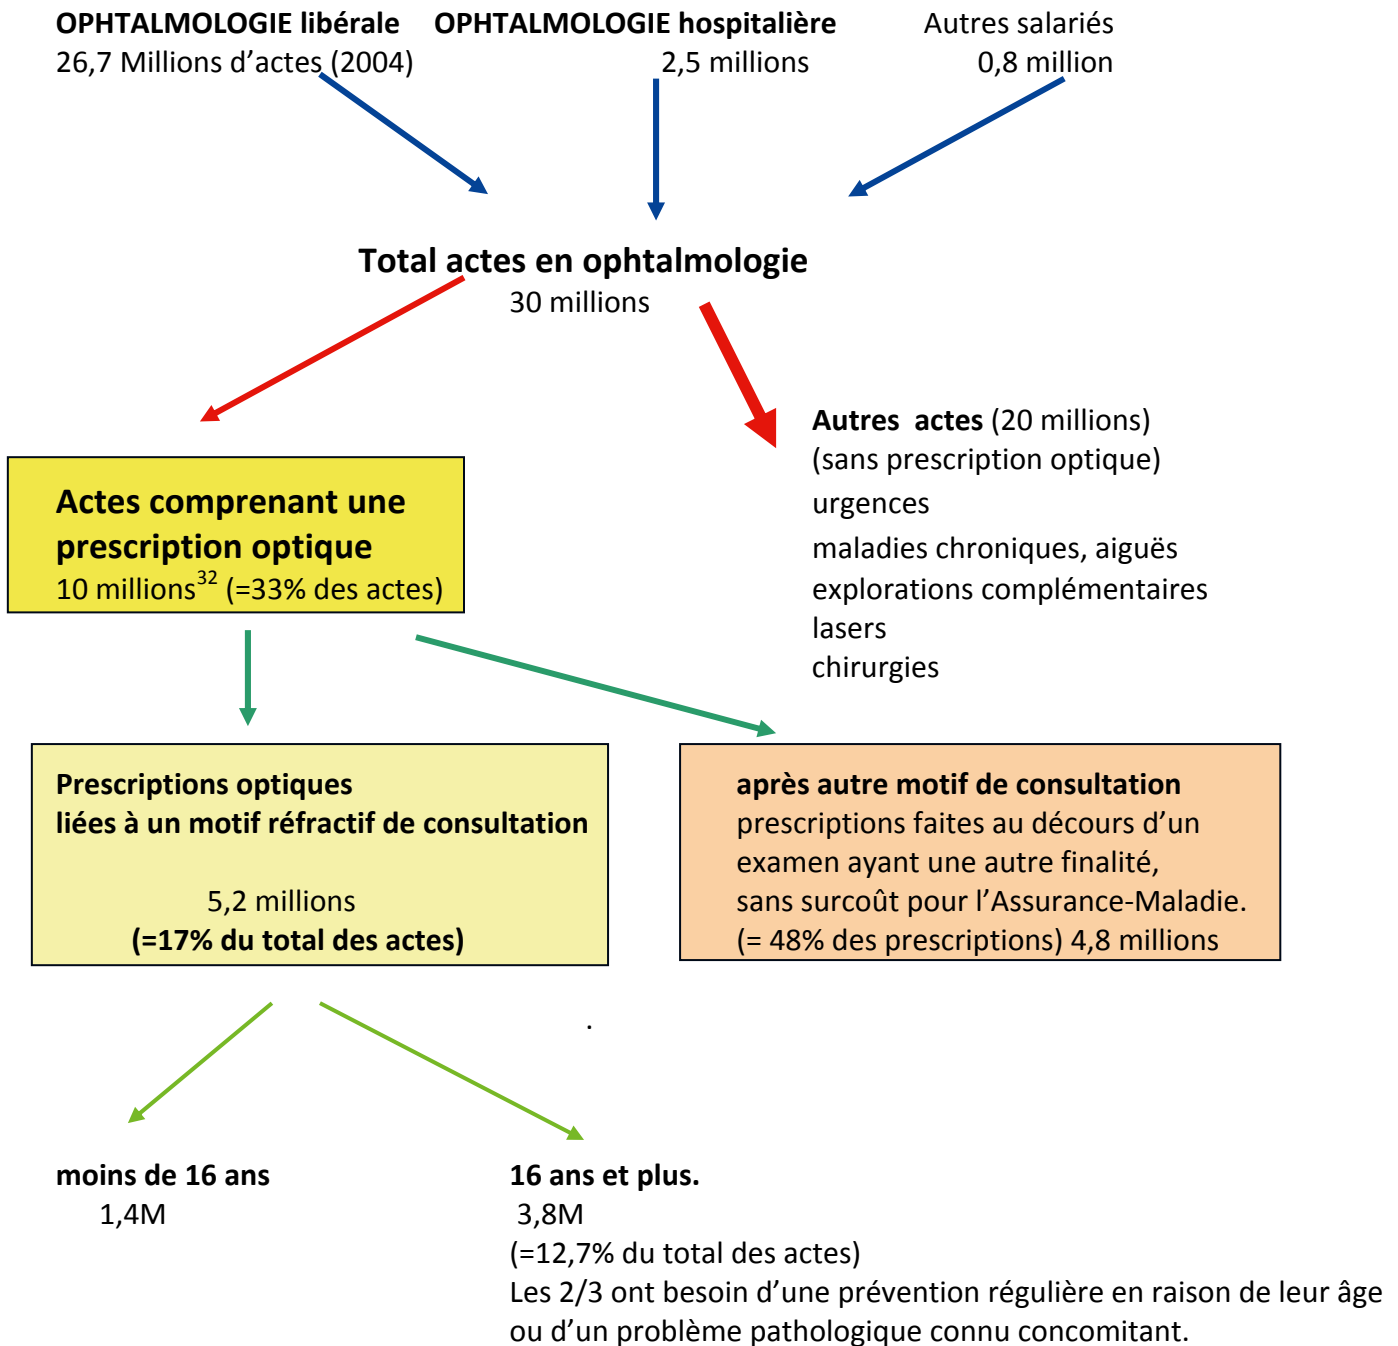 OPHTALMOLOGIE libérale
26,7 Millions d’actes (2004)
OPHTALMOLOGIE hospitalière
2,5 millions
Autres salariés
0,8 million
Total actes en ophtalmologie
30 millions
Autres  actes (20 millions)
(sans prescription optique)
urgences
maladies chroniques, aiguës
explorations complémentaires
lasers
chirurgies
Actes comprenant une
prescription optique
10 millions32 (=33% des actes)
Prescriptions optiques
liées à un motif réfractif de consultation
5,2 millions
(=17% du total des actes)
après autre motif de consultation
prescriptions faites au décours d’un
examen ayant une autre finalité,
sans surcoût pour l’Assurance-Maladie.
(= 48% des prescriptions) 4,8 millions
.
moins de 16 ans
1,4M
16 ans et plus.
3,8M
(=12,7% du total des actes)
Les 2/3 ont besoin d’une prévention régulière en raison de leur âge
ou d’un problème pathologique connu concomitant.